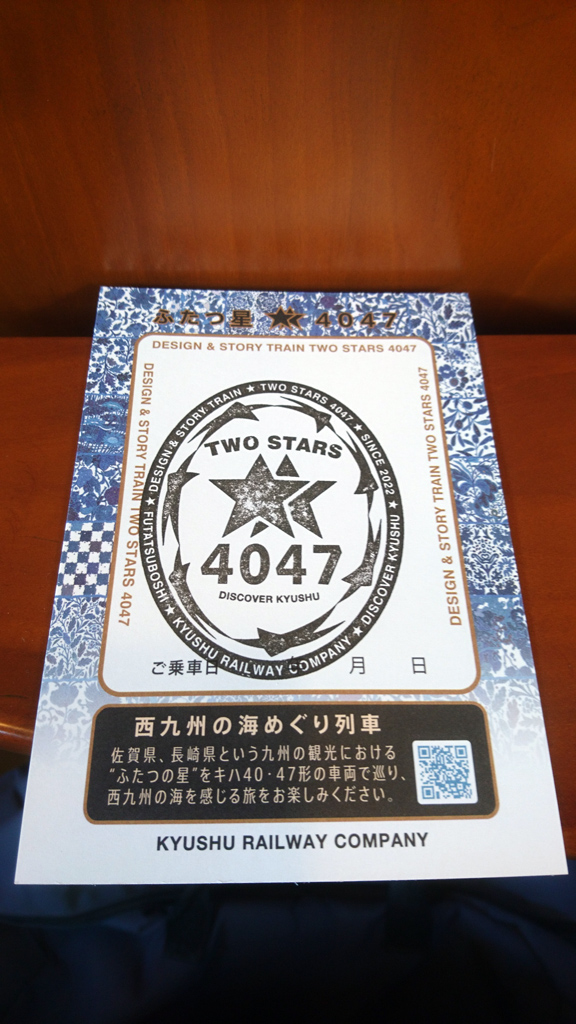 ふたつ星 4047
DESIGN & STORY TRAIN TWO STARS 4047
DESIGN & STORY TRAIN TWO STARS 4047
DESIGN & STORY TRAIN TWO STARS 4047
DESIGN & STORY TRAIN ★ TWO STARS 4047 ★ SINCE 2022 ★
DISCOVER KYUSHU ★ KYUSHU RAILWAY COMPANY ★ FUTATSUBOSHI ★
TWO STARS
4047
DISCOVER KYUSHU
ご乗車日 年 月 日
西九州の海めぐり列車
佐賀県、長崎県という九州の観光における
“ふたつの星”をキハ40・47形の車両で巡り、
西九州の海を感じる旅をお楽しみください。
KYUSHU RAILWAY COMPANY